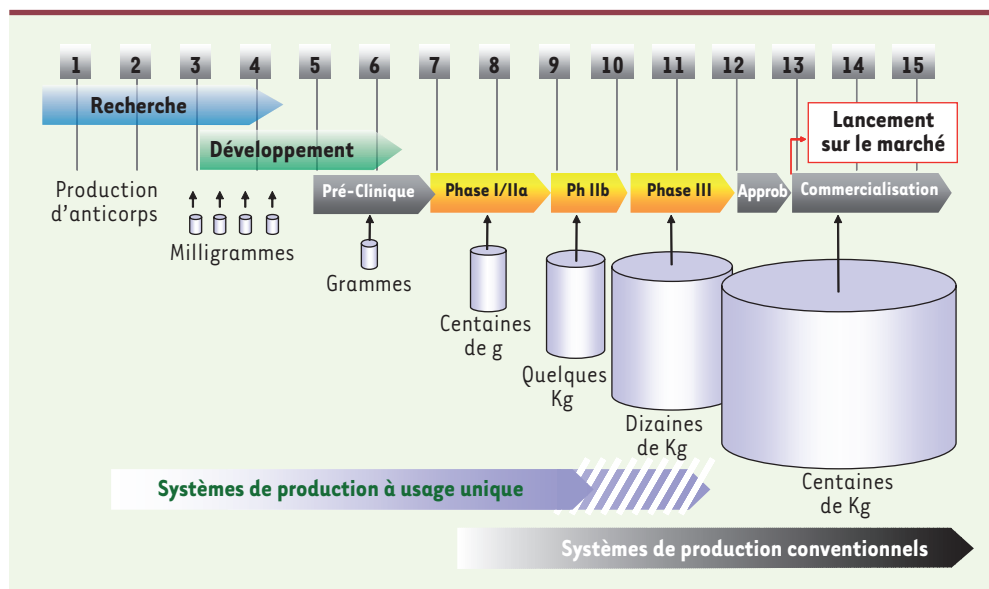 1 2 3 4 5 6 7 8 9 10 11 12 13 14 15
Recherche
Lancement
sur le marché
Développement
Production
d'anticorps
Pré-Clinique
Phase I/IIa
Ph IIb
Phase III
Approb
Commercialisation
Milligrammes
Grammes
Centaines
de g
Quelques
Kg
Dizaines
de Kg
Centaines
de Kg
Systèmes de production à usage unique
Systèmes de production conventionnels